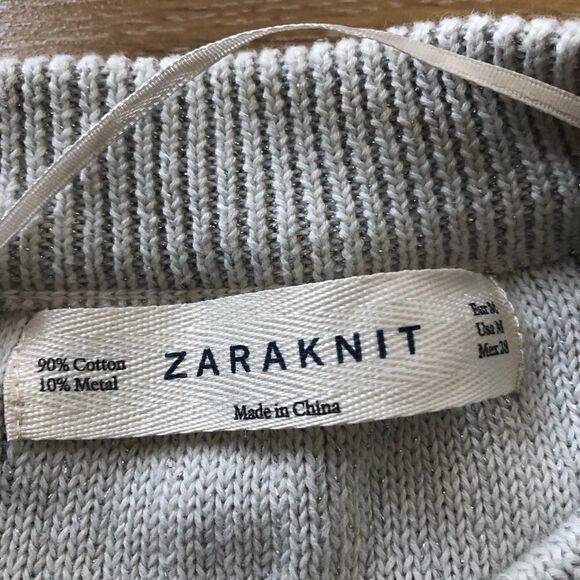 90% Cotton
10% Metal
ZARAKNIT
Made in China
Eur M
Usa M
Mex 28